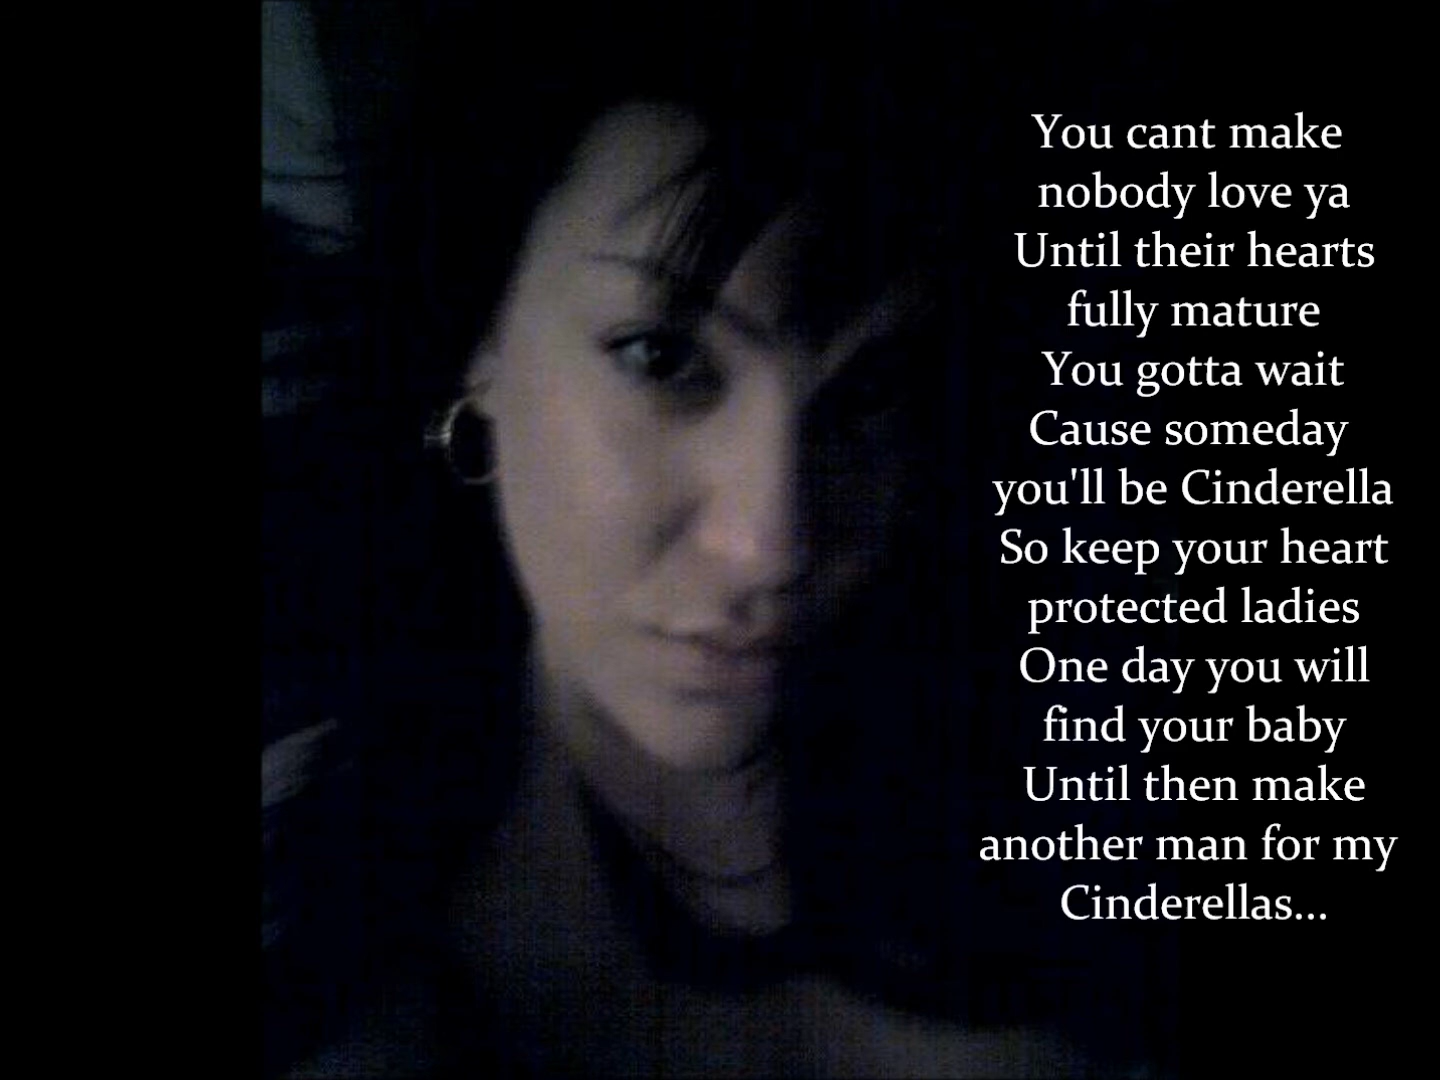 You cant make
nobody love ya
Until their hearts
fully mature
You gotta wait
Cause someday
you'll be Cinderella
So keep your heart
protected ladies
One day you will
find your baby
Until then make
another man for my
Cinderellas...